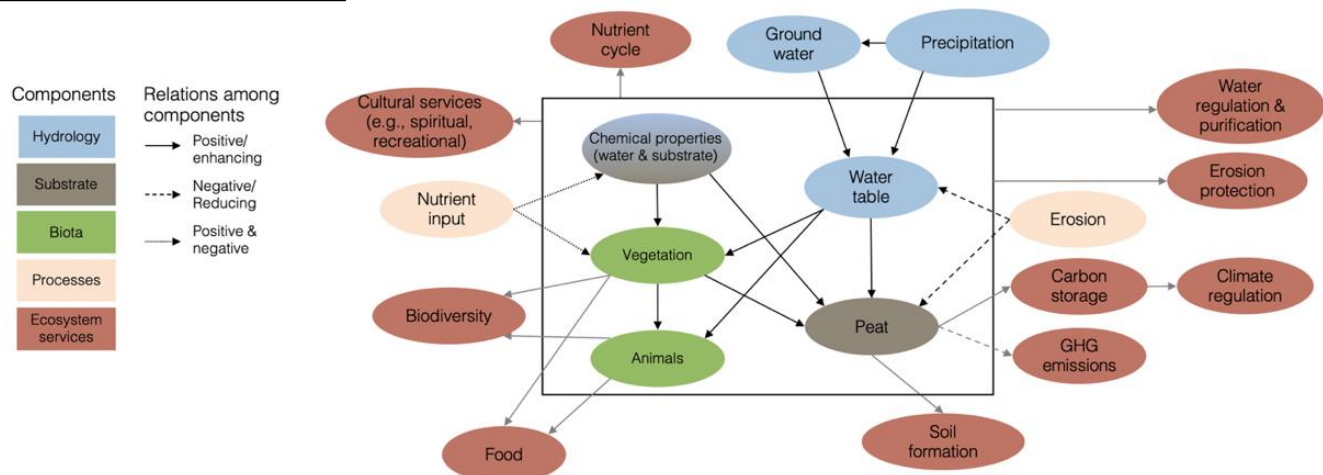 Components
Hydrology
Substrate
Biota
Processes
Ecosystem
services
Relations among
components
Positive/
enhancing
Negative/
Reducing
Positive &
negative
Nutrient
cycle
Ground
water
Precipitation
Cultural services
(e.g., spiritual,
recreational)
Chemical properties
(water & substrate)
Water
regulation &
purification
Nutrient
input
Water
table
Erosion
protection
Erosion
Vegetation
Biodiversity
Animals
Peat
Carbon
storage
Climate
regulation
GHG
emissions
Food
Soil
formation